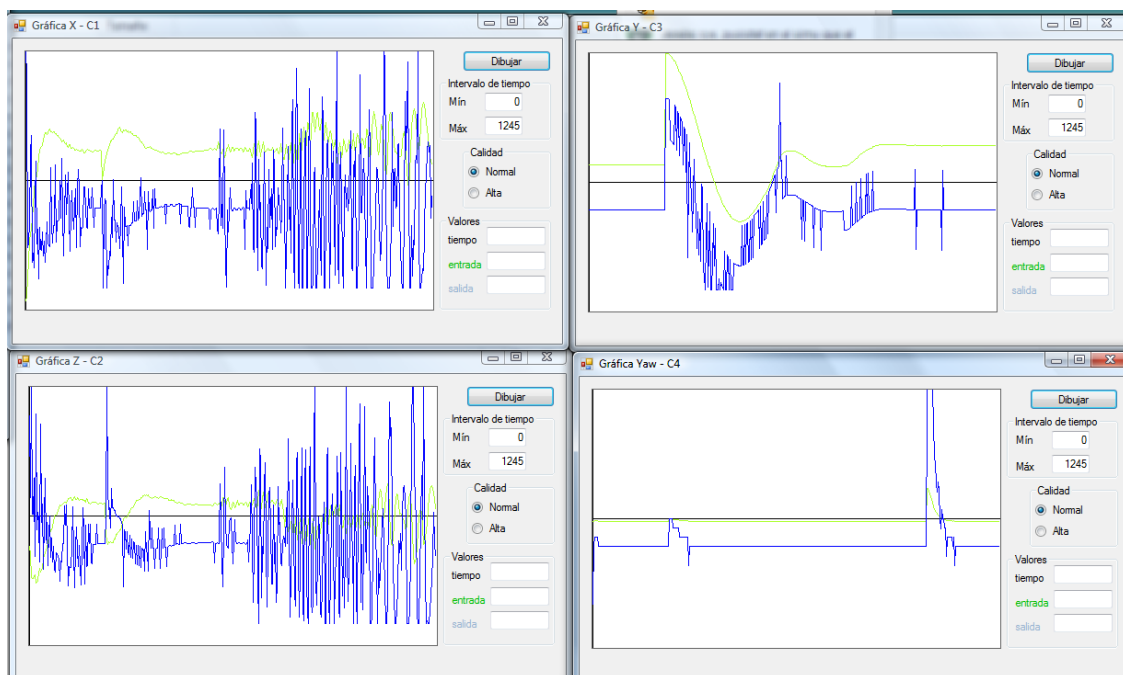 Gráfica X - C1
Dibujar
Intervalo de tiempo
Mín 0
Máx 1245
Calidad
Normal
Alta
Valores
tiempo
entrada
salida
Gráfica Y - C3
Dibujar
Intervalo de tiempo
Mín 0
Máx 1245
Calidad
Normal
Alta
Valores
tiempo
entrada
salida
Gráfica Z - C2
Dibujar
Intervalo de tiempo
Mín 0
Máx 1245
Calidad
Normal
Alta
Valores
tiempo
entrada
salida
Gráfica Yaw - C4
Dibujar
Intervalo de tiempo
Mín 0
Máx 1245
Calidad
Normal
Alta
Valores
tiempo
entrada
salida